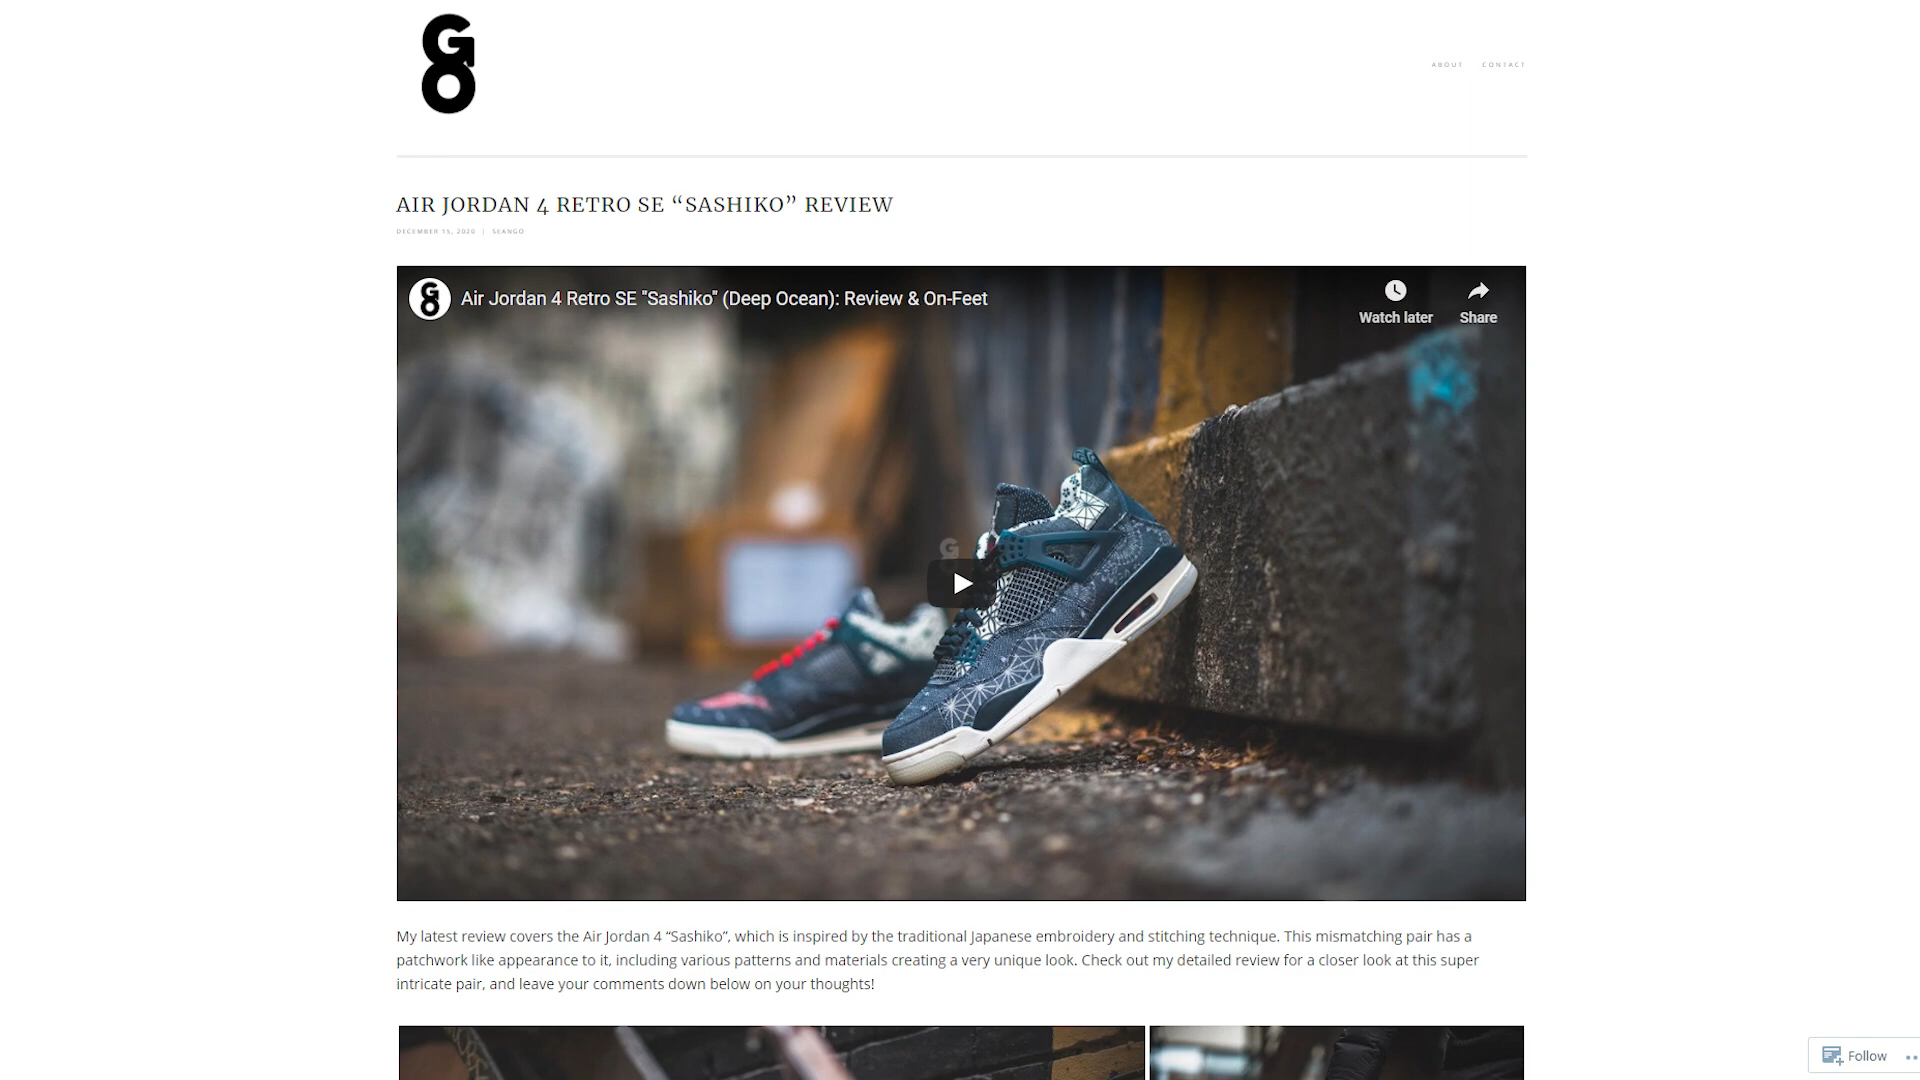 GO
ABOUT CONTACT
AIR JORDAN 4 RETRO SE “SASHIKO” REVIEW
DECEMBER 15, 2020 | SEANGO
GO Air Jordan 4 Retro SE "Sashiko" (Deep Ocean): Review & On-Feet
Watch later Share
My latest review covers the Air Jordan 4 “Sashiko”, which is inspired by the traditional Japanese embroidery and stitching technique. This mismatching pair has a
patchwork like appearance to it, including various patterns and materials creating a very unique look. Check out my detailed review for a closer look at this super
intricate pair, and leave your comments down below on your thoughts!
Follow